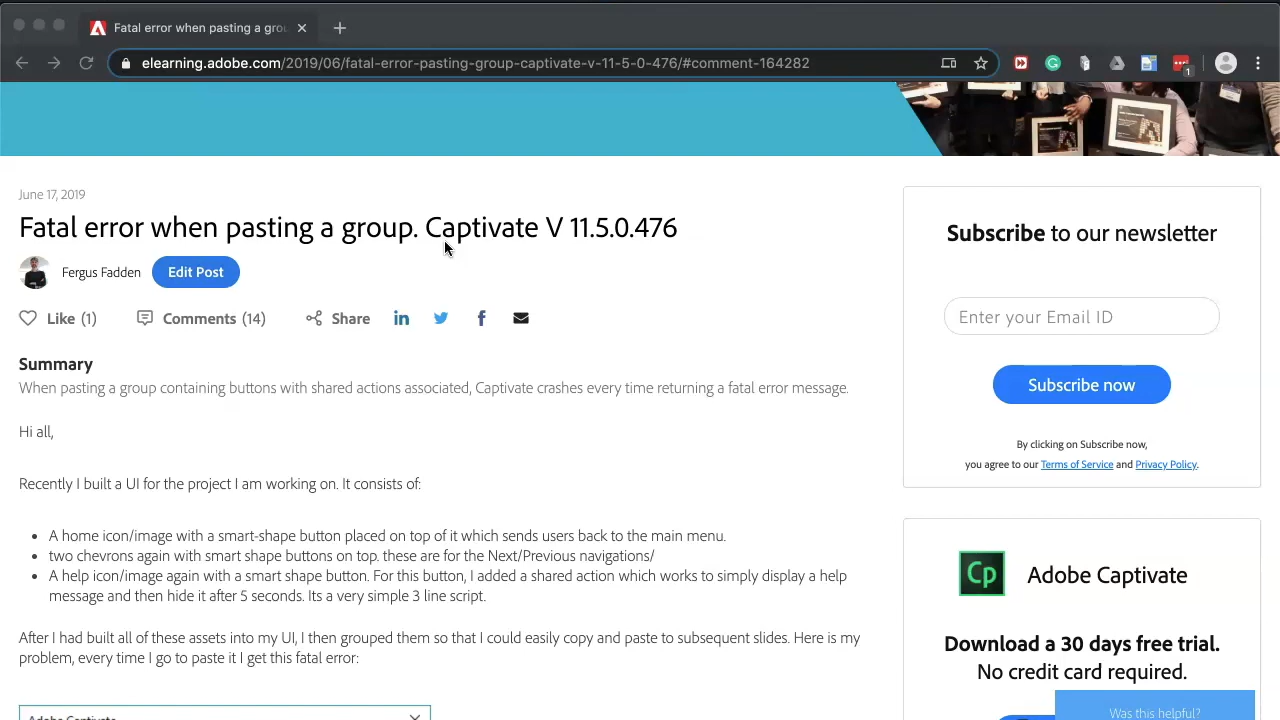 Fatal error when pasting a gro
elearning.adobe.com/2019/06/fatal-error-pasting-group-captivate-v-11-5-0-476/#comment-164282
1
June 17, 2019
Fatal error when pasting a group. Captivate V 11.5.0.476
Fergus Fadden
Edit Post
Like (1)
Comments (14)
Share
Summary
When pasting a group containing buttons with shared actions associated, Captivate crashes every time returning a fatal error message.
Hi all,
Recently I built a UI for the project I am working on. It consists of:
• A home icon/image with a smart-shape button placed on top of it which sends users back to the main menu.
• two chevrons again with smart shape buttons on top. these are for the Next/Previous navigations/
• A help icon/image again with a smart shape button. For this button, I added a shared action which works to simply display a help
message and then hide it after 5 seconds. Its a very simple 3 line script.
After I had built all of these assets into my UI, I then grouped them so that I could easily copy and paste to subsequent slides. Here is my
problem, every time I go to paste it I get this fatal error:
Adobe Captivate
Subscribe to our newsletter
Enter your Email ID
Subscribe now
By clicking on Subscribe now,
you agree to our Terms of Service and Privacy Policy.
Cp
Adobe Captivate
Download a 30 days free trial.
No credit card required.
Was this helpful?